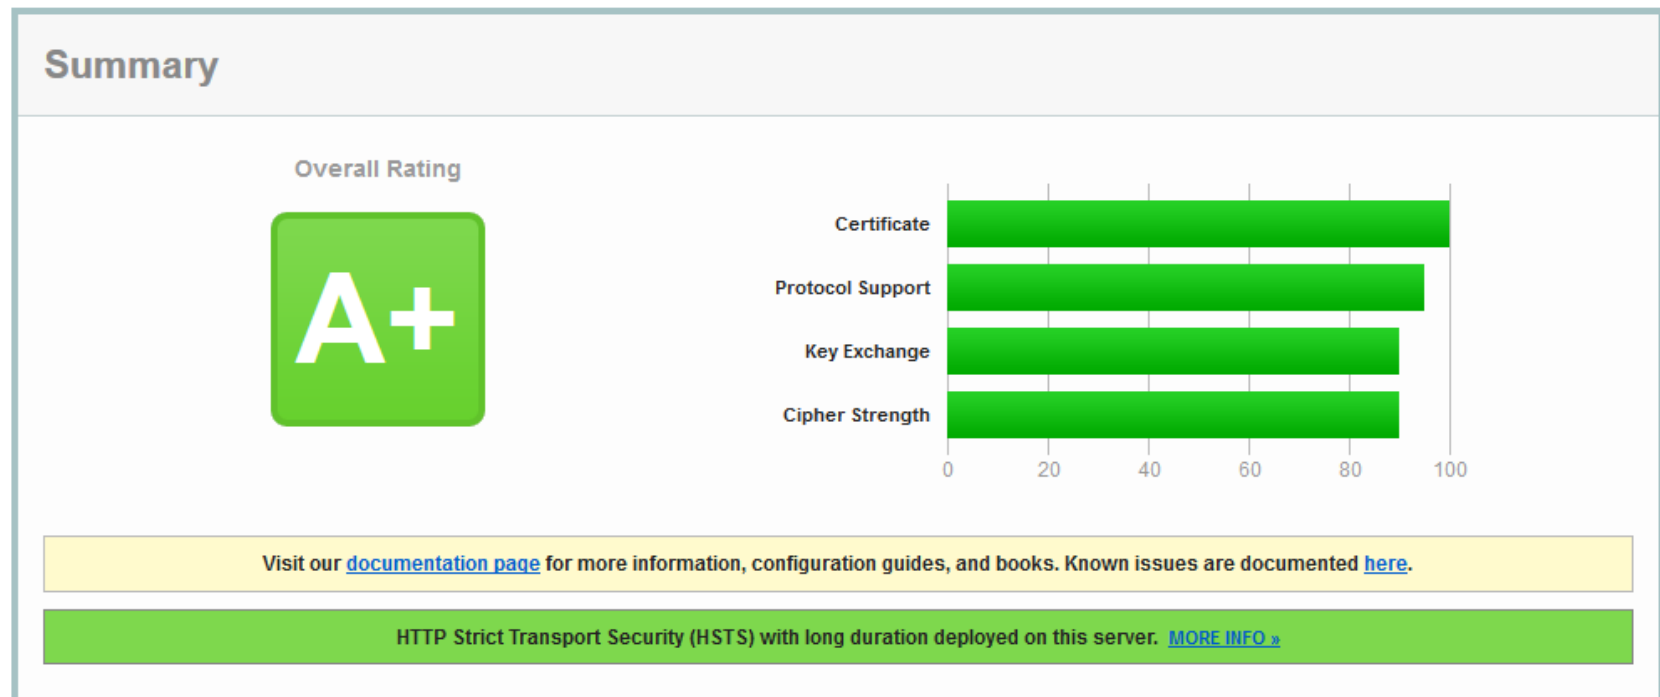 Summary
Overall Rating
A+
Certificate
Protocol Support
Key Exchange
Cipher Strength
0 20 40 60 80 100
Visit our documentation page for more information, configuration guides, and books. Known issues are documented here.
HTTP Strict Transport Security (HSTS) with long duration deployed on this server. MORE INFO »